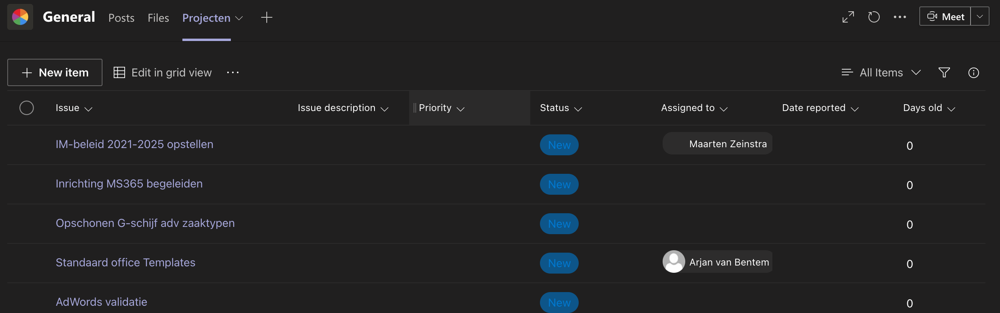 General Posts Files Projecten Meet
New item Edit in grid view All Items
Issue Issue description Priority Status Assigned to Date reported Days old
IM-beleid 2021-2025 opstellen New Maarten Zeinstra 0
Inrichting MS365 begeleiden New 0
Opschonen G-schijf adv zaaktypen New 0
Standaard office Templates New Arjan van Bentem 0
AdWords validatie New 0